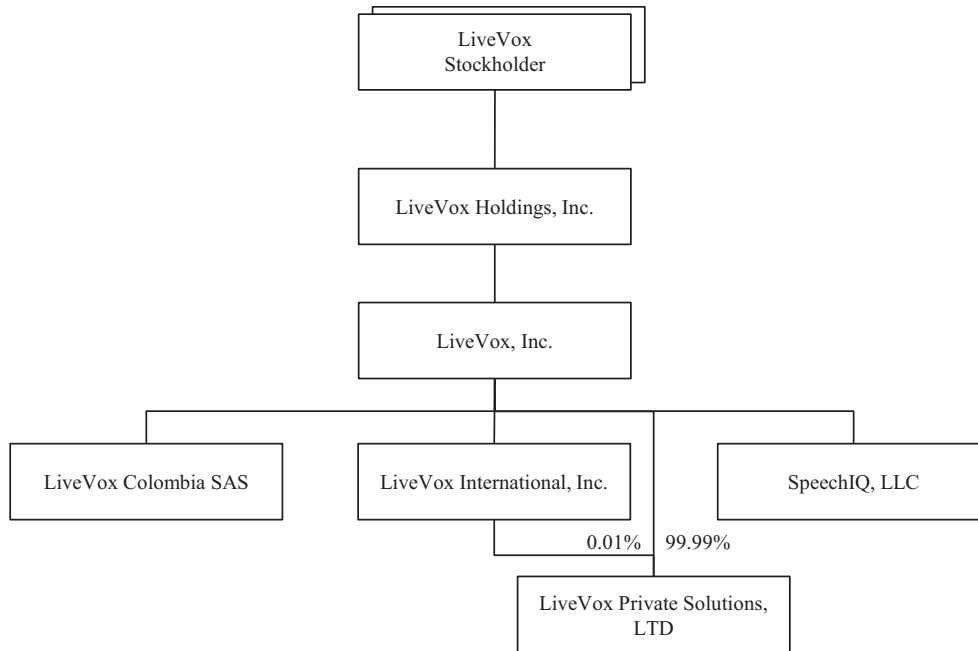 LiveVox
Stockholder
LiveVox Holdings, Inc.
LiveVox, Inc.
LiveVox Colombia SAS
LiveVox International, Inc.
SpeechIQ, LLC
0.01%
99.99%
LiveVox Private Solutions,
LTD